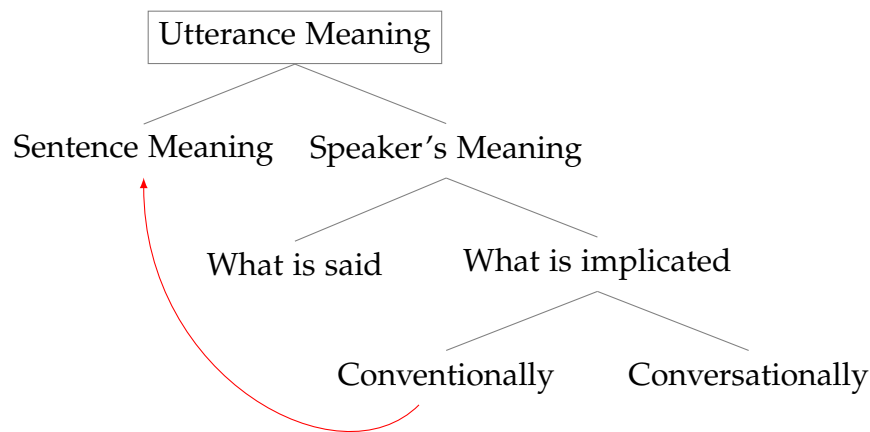 Utterance Meaning
Sentence Meaning Speaker’s Meaning
What is said What is implicated
Conventionally Conversationally